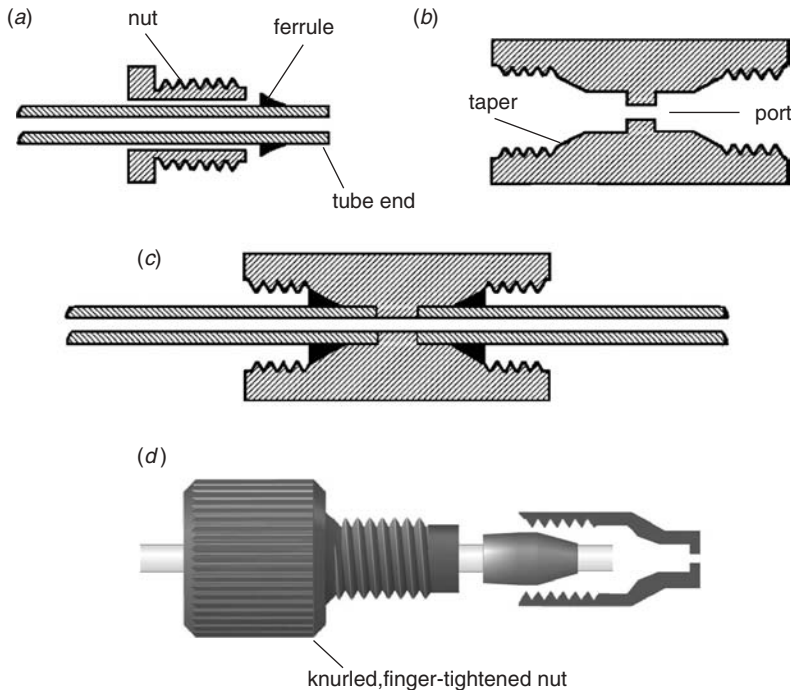 (a)
nut
ferrule
tube end
(b)
taper
port
(c)
(d)
knurled,finger-tightened nut